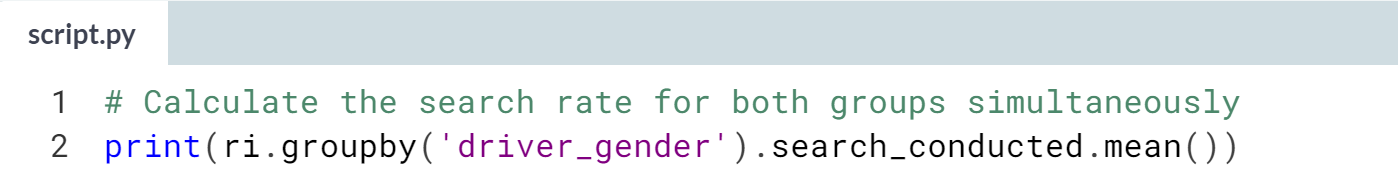 script.py
1 # Calculate the search rate for both groups simultaneously
2 print(ri.groupby('driver_gender').search_conducted.mean())